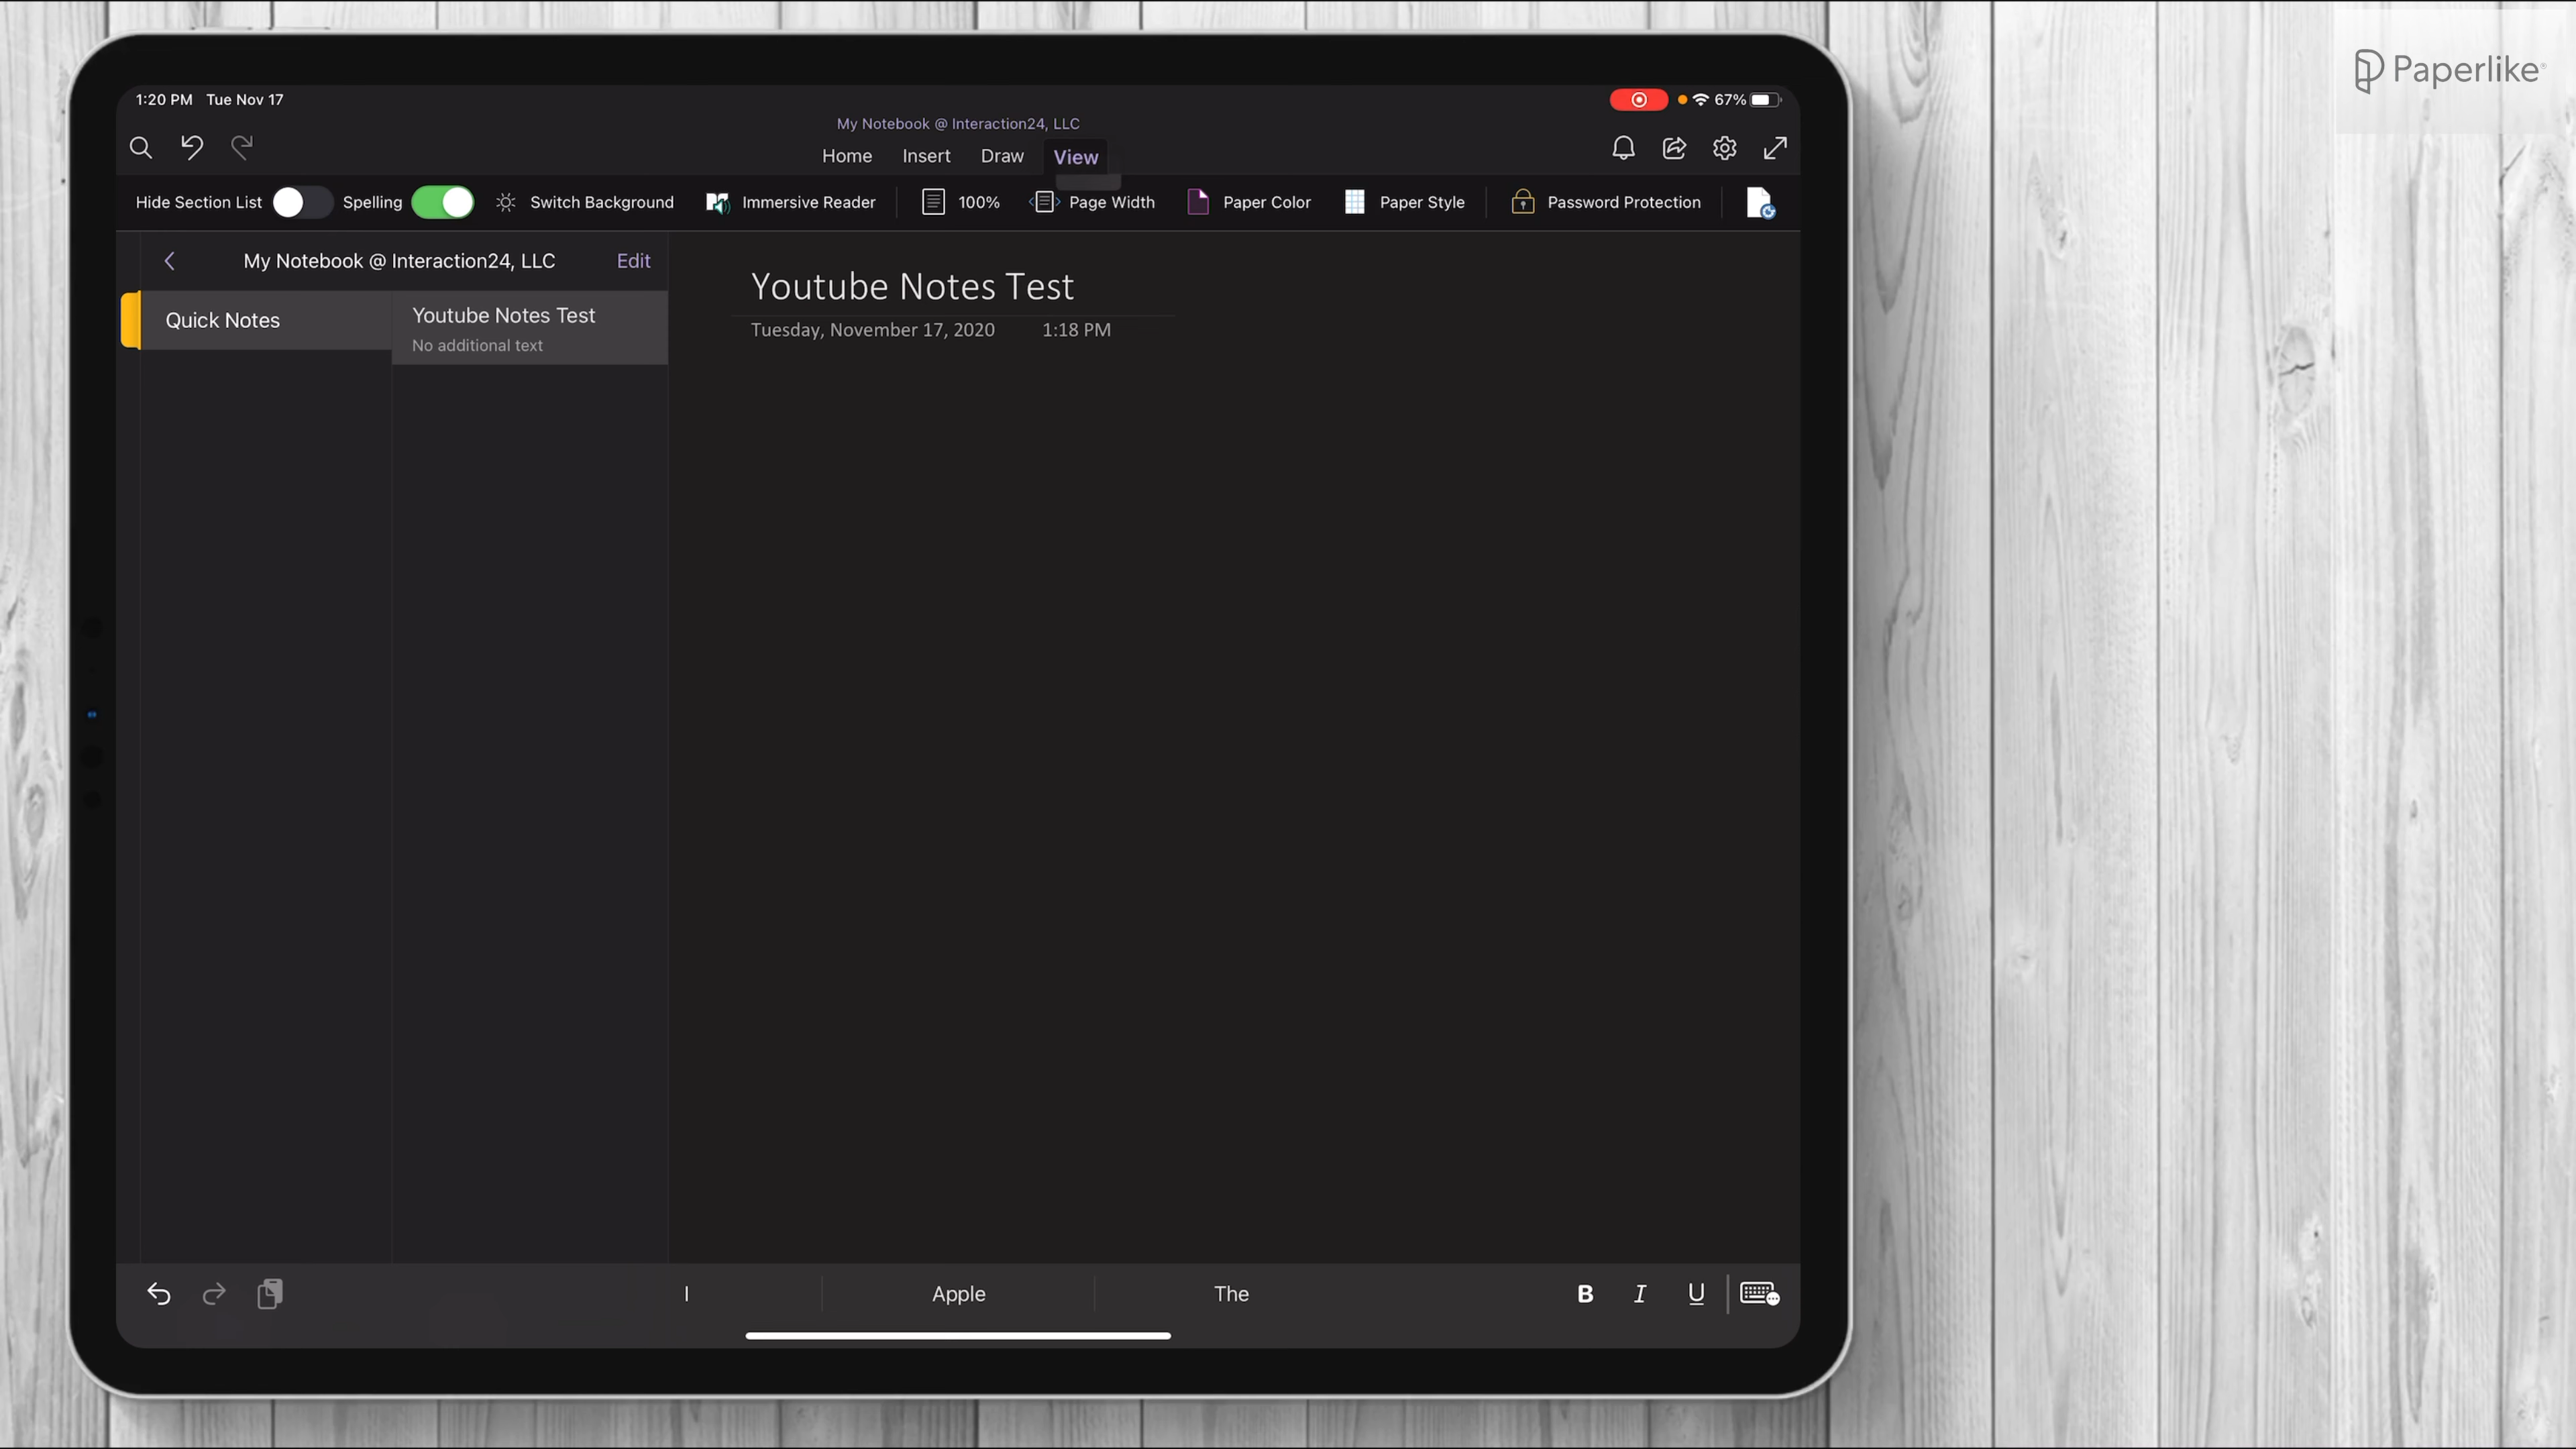 Paperlike
1:20 PM Tue Nov 17
67%
My Notebook @ Interaction24, LLC
Home Insert Draw View
Hide Section List Spelling Switch Background Immersive Reader 100% Page Width Paper Color Paper Style Password Protection
My Notebook @ Interaction24, LLC Edit
Quick Notes
Youtube Notes Test
No additional text
Youtube Notes Test
Tuesday, November 17, 2020 1:18 PM
I Apple The
B I U